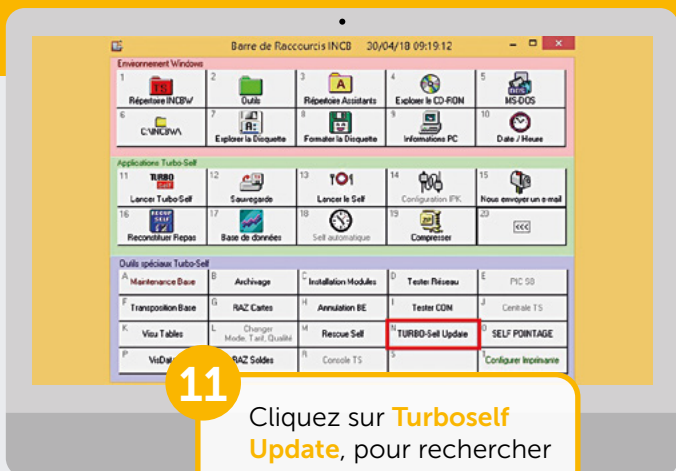 Barre de Raccourcis INCB 30/04/18 09:19:12
Environnement Windows
1 Répertoire INCBW
2 Outils
3 Répertoire Assistants
4 Explorer le CD-ROM
5 MS-DOS
6 C:\INCBWA
7 Explorer la Disquette
8 Formater la Disquette
9 Informations PC
10 Date / Heure
Applications Turbo-Self
11 Lancer Turbo-Self
12 Sauvegarde
13 Lancer le Self
14 Configuration IPK
15 Nous envoyer un e-mail
16 Reconstituer Repas
17 Base de données
18 Self automatique
19 Compresser
20 <<<
Outils spéciaux Turbo-Self
A Maintenance Base
B Archivage
C Installation Modules
D Tester Réseau
E PIC 50
F Transposition Base
G RAZ Cartes
H Annulation BE
I Tester COM
J Centrale TS
K Visu Tables
L Changer Mode, Tarif, Qualité
M Rescue Self
N TURBO-Self Update
O SELF POINTAGE
P
RAZ Soldes
R Console TS
S
T Configurer Imprimante
11
Cliquez sur Turboself
Update, pour rechercher